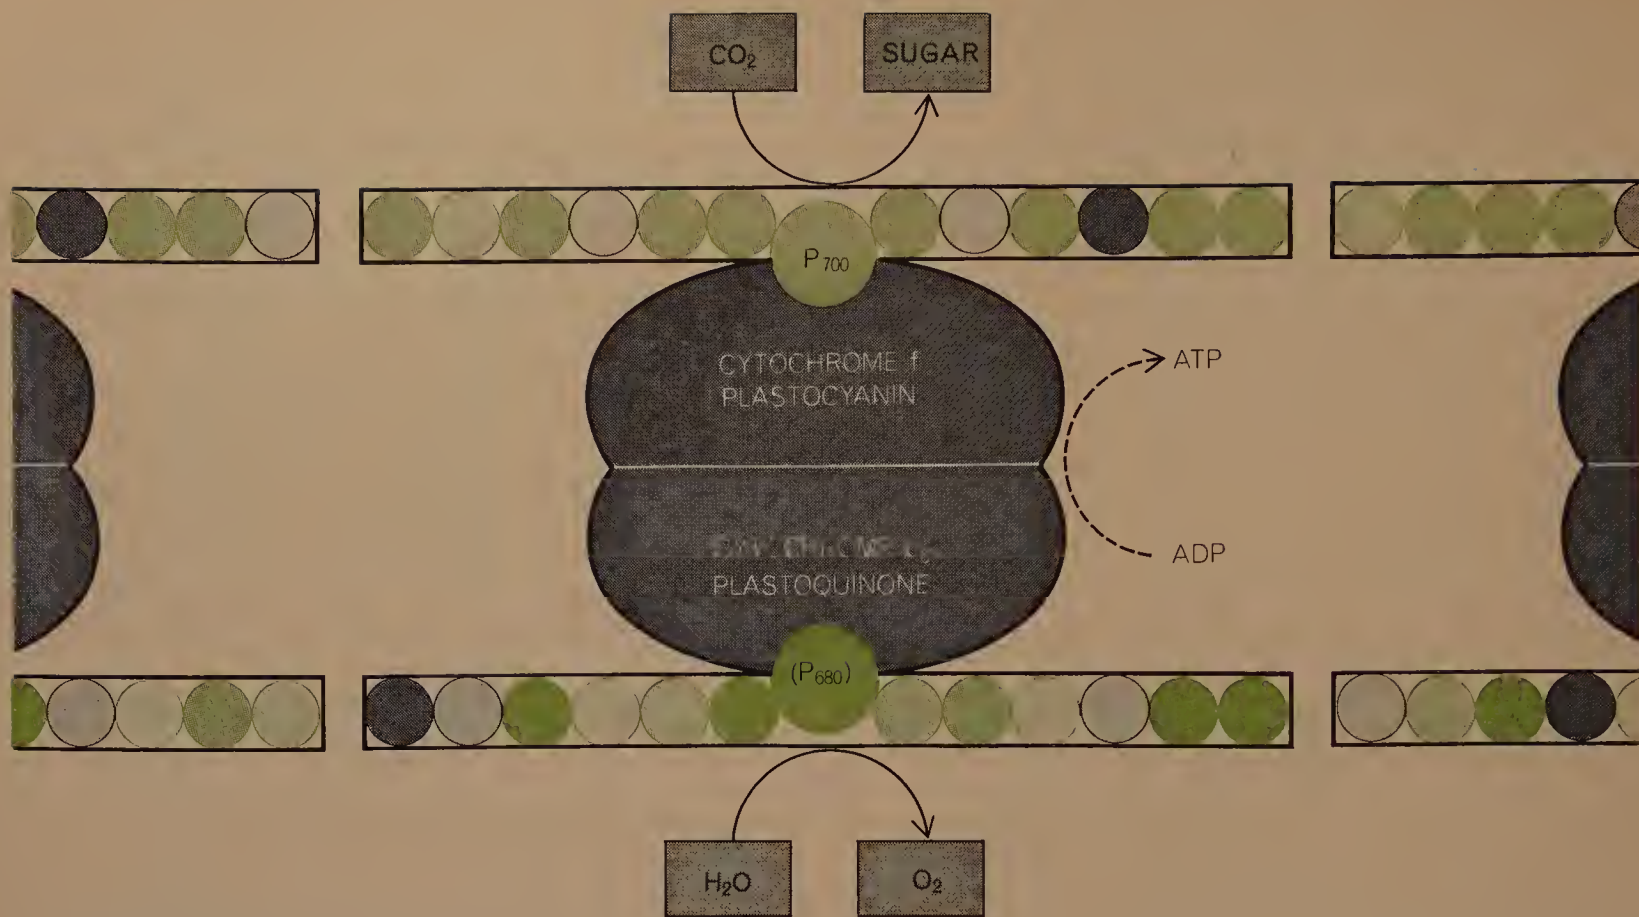 CO₂
SUGAR
P₇₀₀
CYTOCHROME f
PLASTOCYANIN
ATP
ADP
PLASTOQUINONE
(P₆₈₀)
H₂O
O₂